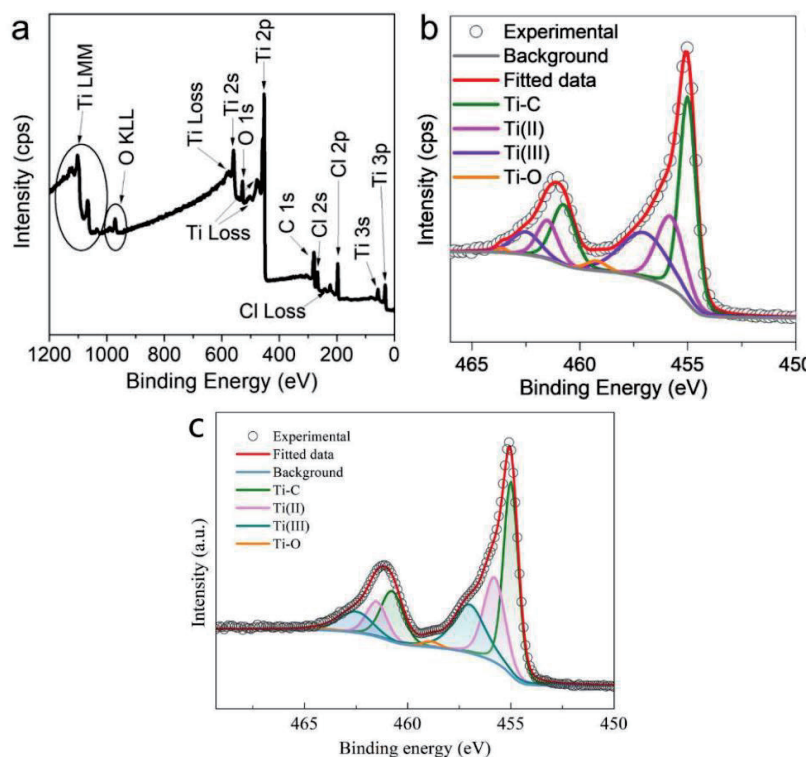 a
Intensity (cps)
Ti LMM
O KLL
Ti Loss
Ti 2s
O 1s
Ti 2p
Ti Loss
C 1s
Cl 2s
Cl 2p
Cl Loss
Ti 3s
Ti 3p
1200 1000 800 600 400 200 0
Binding Energy (eV)
b
Intensity (cps)
Experimental
Background
Fitted data
Ti-C
Ti(II)
Ti(III)
Ti-O
465 460 455 450
Binding Energy (eV)
c
Intensity (a.u.)
Experimental
Fitted data
Background
Ti-C
Ti(II)
Ti(III)
Ti-O
465 460 455 450
Binding energy (eV)